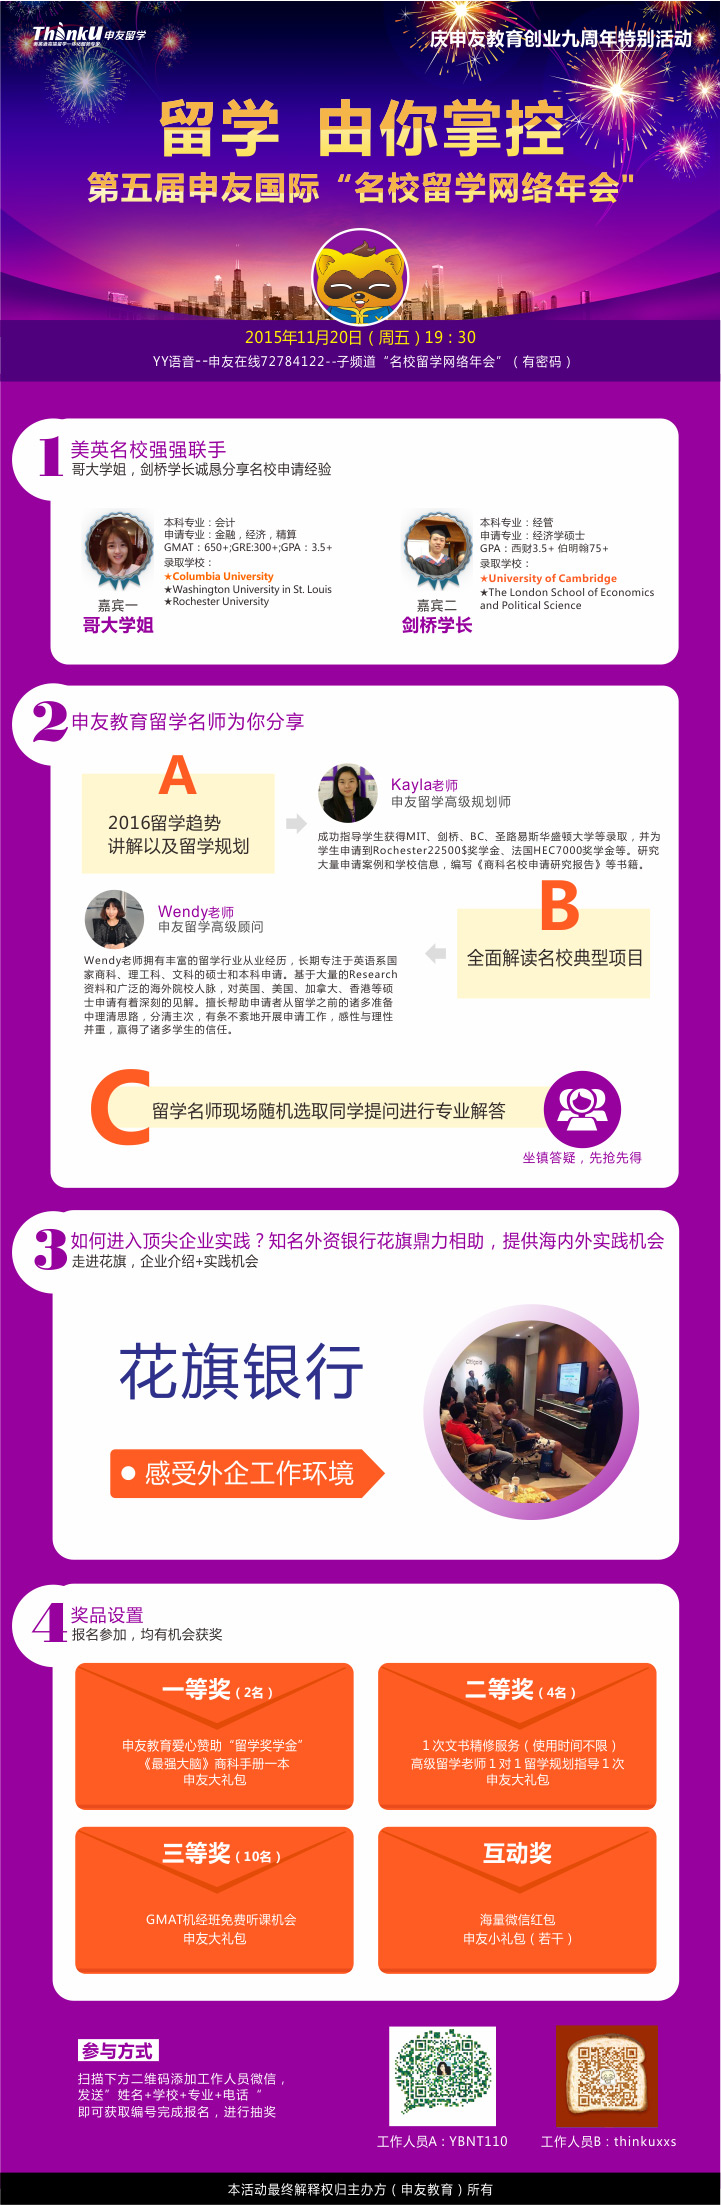 ThinkU 申友留学
庆申友教育创业九周年特别活动
留学 由你掌控
第五届申友国际“名校留学网络年会"
2015年11月20日（周五）19：30
YY语音--申友在线72784122--子频道“名校留学网络年会”（有密码）
1
美英名校强强联手
哥大学姐，剑桥学长诚恳分享名校申请经验
本科专业：会计
申请专业：金融，经济，精算
GMAT：650+;GRE:300+;GPA：3.5+
录取学校：
★Columbia University
★Washington University in St. Louis
★Rochester University
嘉宾一
哥大学姐
本科专业：经管
申请专业：经济学硕士
GPA：西财3.5+ 伯明翰75+
录取学校：
★University of Cambridge
★The London School of Economics
and Political Science
嘉宾二
剑桥学长
2
申友教育留学名师为你分享
A
2016留学趋势
讲解以及留学规划
Kayla老师
申友留学高级规划师
成功指导学生获得MIT、剑桥、BC、圣路易斯华盛顿大学等录取，并为
学生申请到Rochester22500$奖学金、法国HEC7000奖学金等。研究
大量申请案例和学校信息，编写《商科名校申请研究报告》等书籍。
Wendy老师
申友留学高级顾问
Wendy老师拥有丰富的留学行业从业经历，长期专注于英语系国
家商科、理工科、文科的硕士和本科申请。基于大量的Research
资料和广泛的海外院校人脉，对英国、美国、加拿大、香港等硕
士申请有着深刻的见解。擅长帮助申请者从留学之前的诸多准备
中理清思路，分清主次，有条不紊地开展申请工作，感性与理性
并重，赢得了诸多学生的信任。
B
全面解读名校典型项目
C
留学名师现场随机选取同学提问进行专业解答
坐镇答疑，先抢先得
3
如何进入顶尖企业实践？知名外资银行花旗鼎力相助，提供海内外实践机会
走进花旗，企业介绍+实践机会
花旗银行
感受外企工作环境
4
奖品设置
报名参加，均有机会获奖
一等奖（2名）
申友教育爱心赞助“留学奖学金”
《最强大脑》商科手册一本
申友大礼包
二等奖（4名）
１次文书精修服务（使用时间不限）
高级留学老师１对１留学规划指导１次
申友大礼包
三等奖（10名）
GMAT机经班免费听课机会
申友大礼包
互动奖
海量微信红包
申友小礼包（若干）
参与方式
扫描下方二维码添加工作人员微信，
发送”姓名+学校+专业+电话“
即可获取编号完成报名，进行抽奖
工作人员A：YBNT110
工作人员B：thinkuxxs
本活动最终解释权归主办方（申友教育）所有